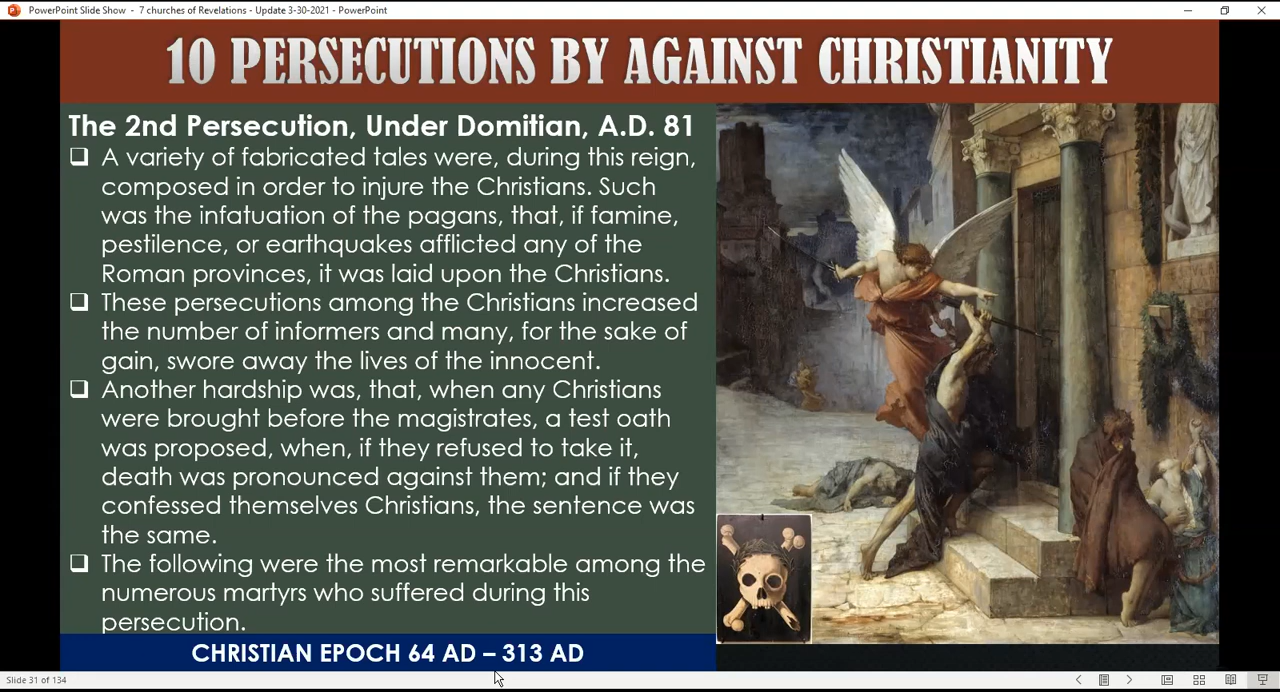 PowerPoint Slide Show - 7 churches of Revelations - Update 3-30-2021 - PowerPoint
10 PERSECUTIONS BY AGAINST CHRISTIANITY
The 2nd Persecution, Under Domitian, A.D. 81
A variety of fabricated tales were, during this reign,
composed in order to injure the Christians. Such
was the infatuation of the pagans, that, if famine,
pestilence, or earthquakes afflicted any of the
Roman provinces, it was laid upon the Christians.
These persecutions among the Christians increased
the number of informers and many, for the sake of
gain, swore away the lives of the innocent.
Another hardship was, that, when any Christians
were brought before the magistrates, a test oath
was proposed, when, if they refused to take it,
death was pronounced against them; and if they
confessed themselves Christians, the sentence was
the same.
The following were the most remarkable among the
numerous martyrs who suffered during this
persecution.
CHRISTIAN EPOCH 64 AD – 313 AD
Slide 31 of 134